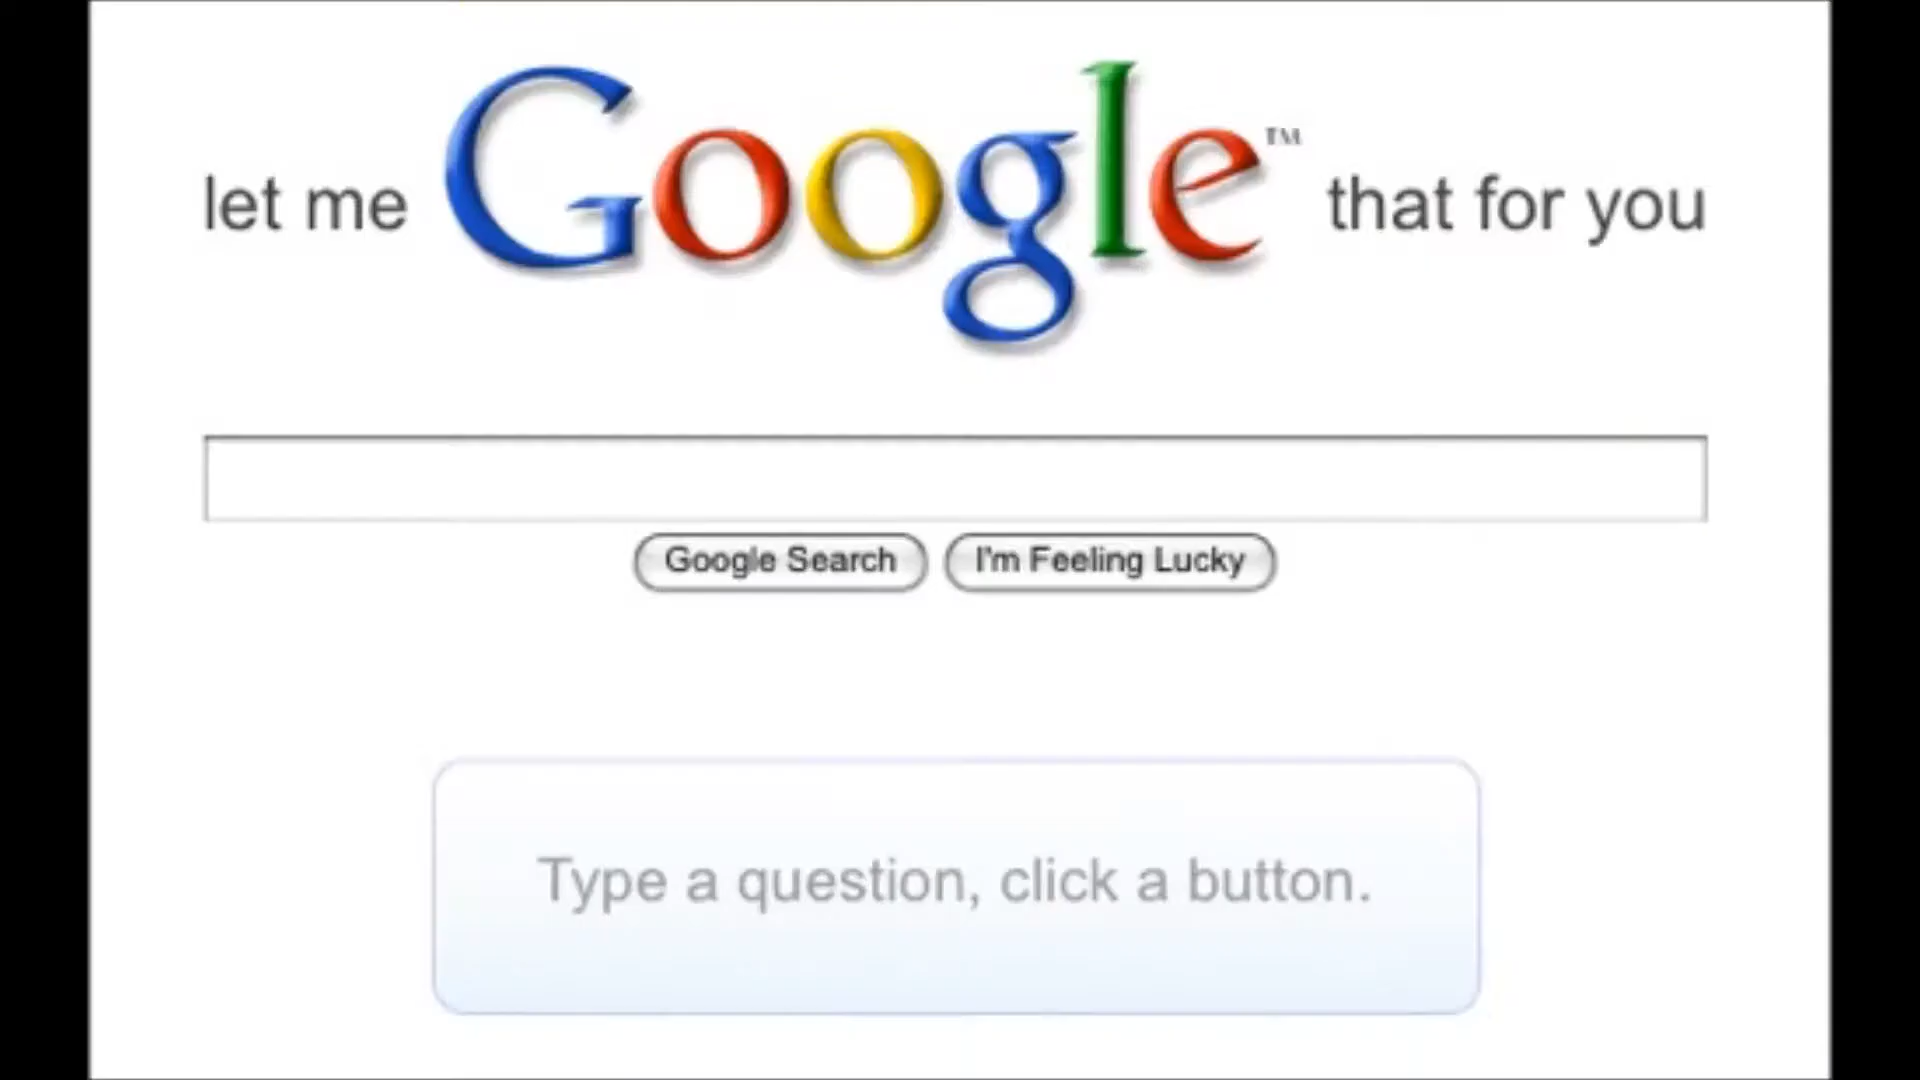 let me Google™ that for you
Google Search I'm Feeling Lucky
Type a question, click a button.